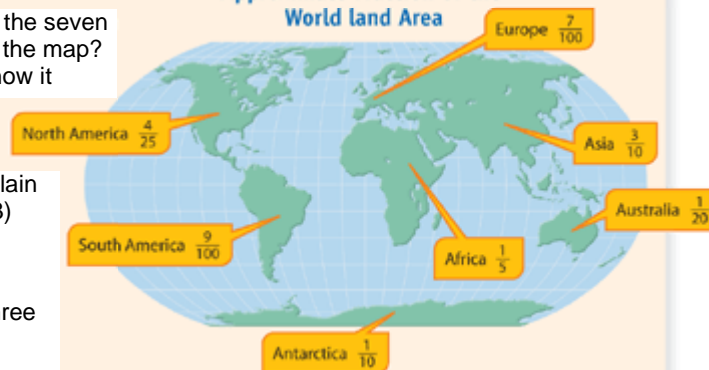 the seven
the map?
now it
lain
3)
ree
World land Area
Europe 7/100
North America 4/25
Asia 3/10
Australia 1/20
South America 9/100
Africa 1/5
Antarctica 1/10